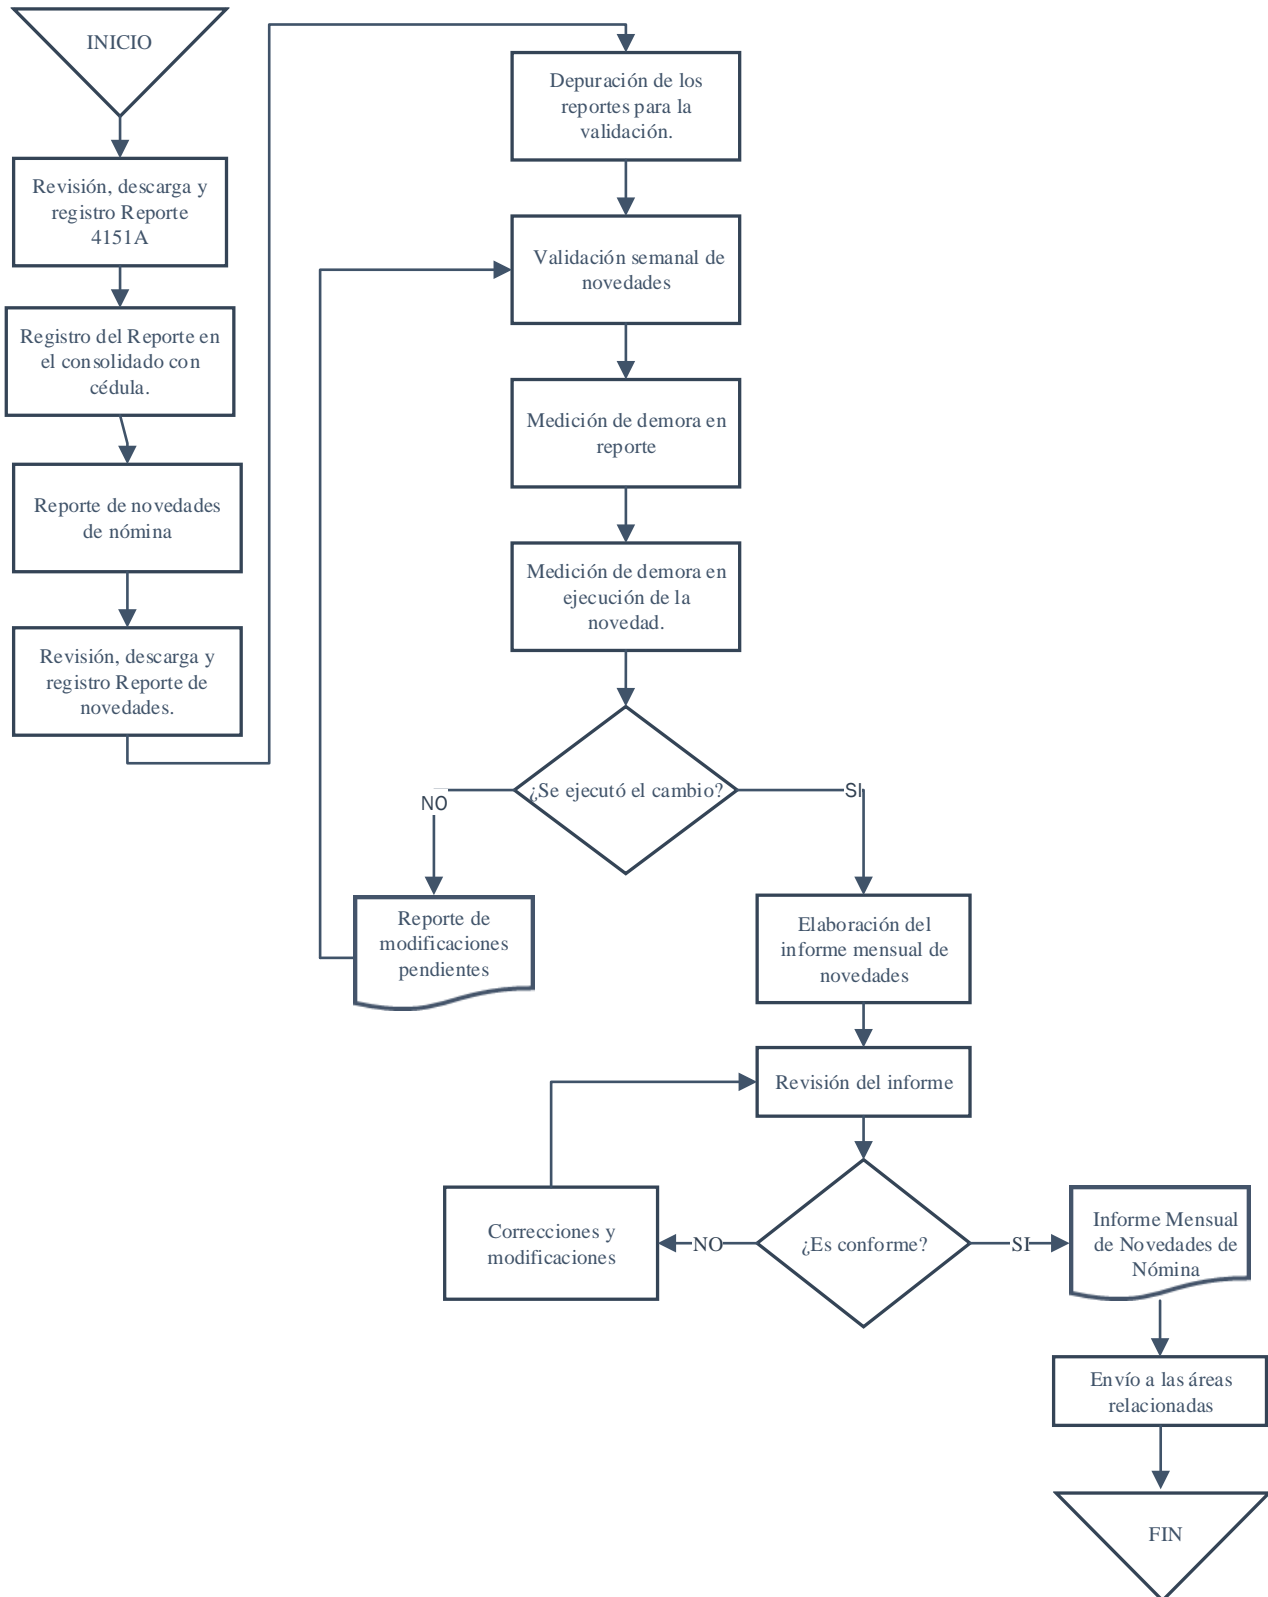 INICIO
Revisión, descarga y
registro Reporte
4151A
Registro del Reporte en
el consolidado con
cédula.
Reporte de novedades
de nómina
Revisión, descarga y
registro Reporte de
novedades.
Depuración de los
reportes para la
validación.
Validación semanal de
novedades
Medición de demora en
reporte
Medición de demora en
ejecución de la
novedad.
¿Se ejecutó el cambio?
NO
SI
Reporte de
modificaciones
pendientes
Elaboración del
informe mensual de
novedades
Revisión del informe
¿Es conforme?
NO
SI
Correcciones y
modificaciones
Informe Mensual
de Novedades de
Nómina
Envío a las áreas
relacionadas
FIN